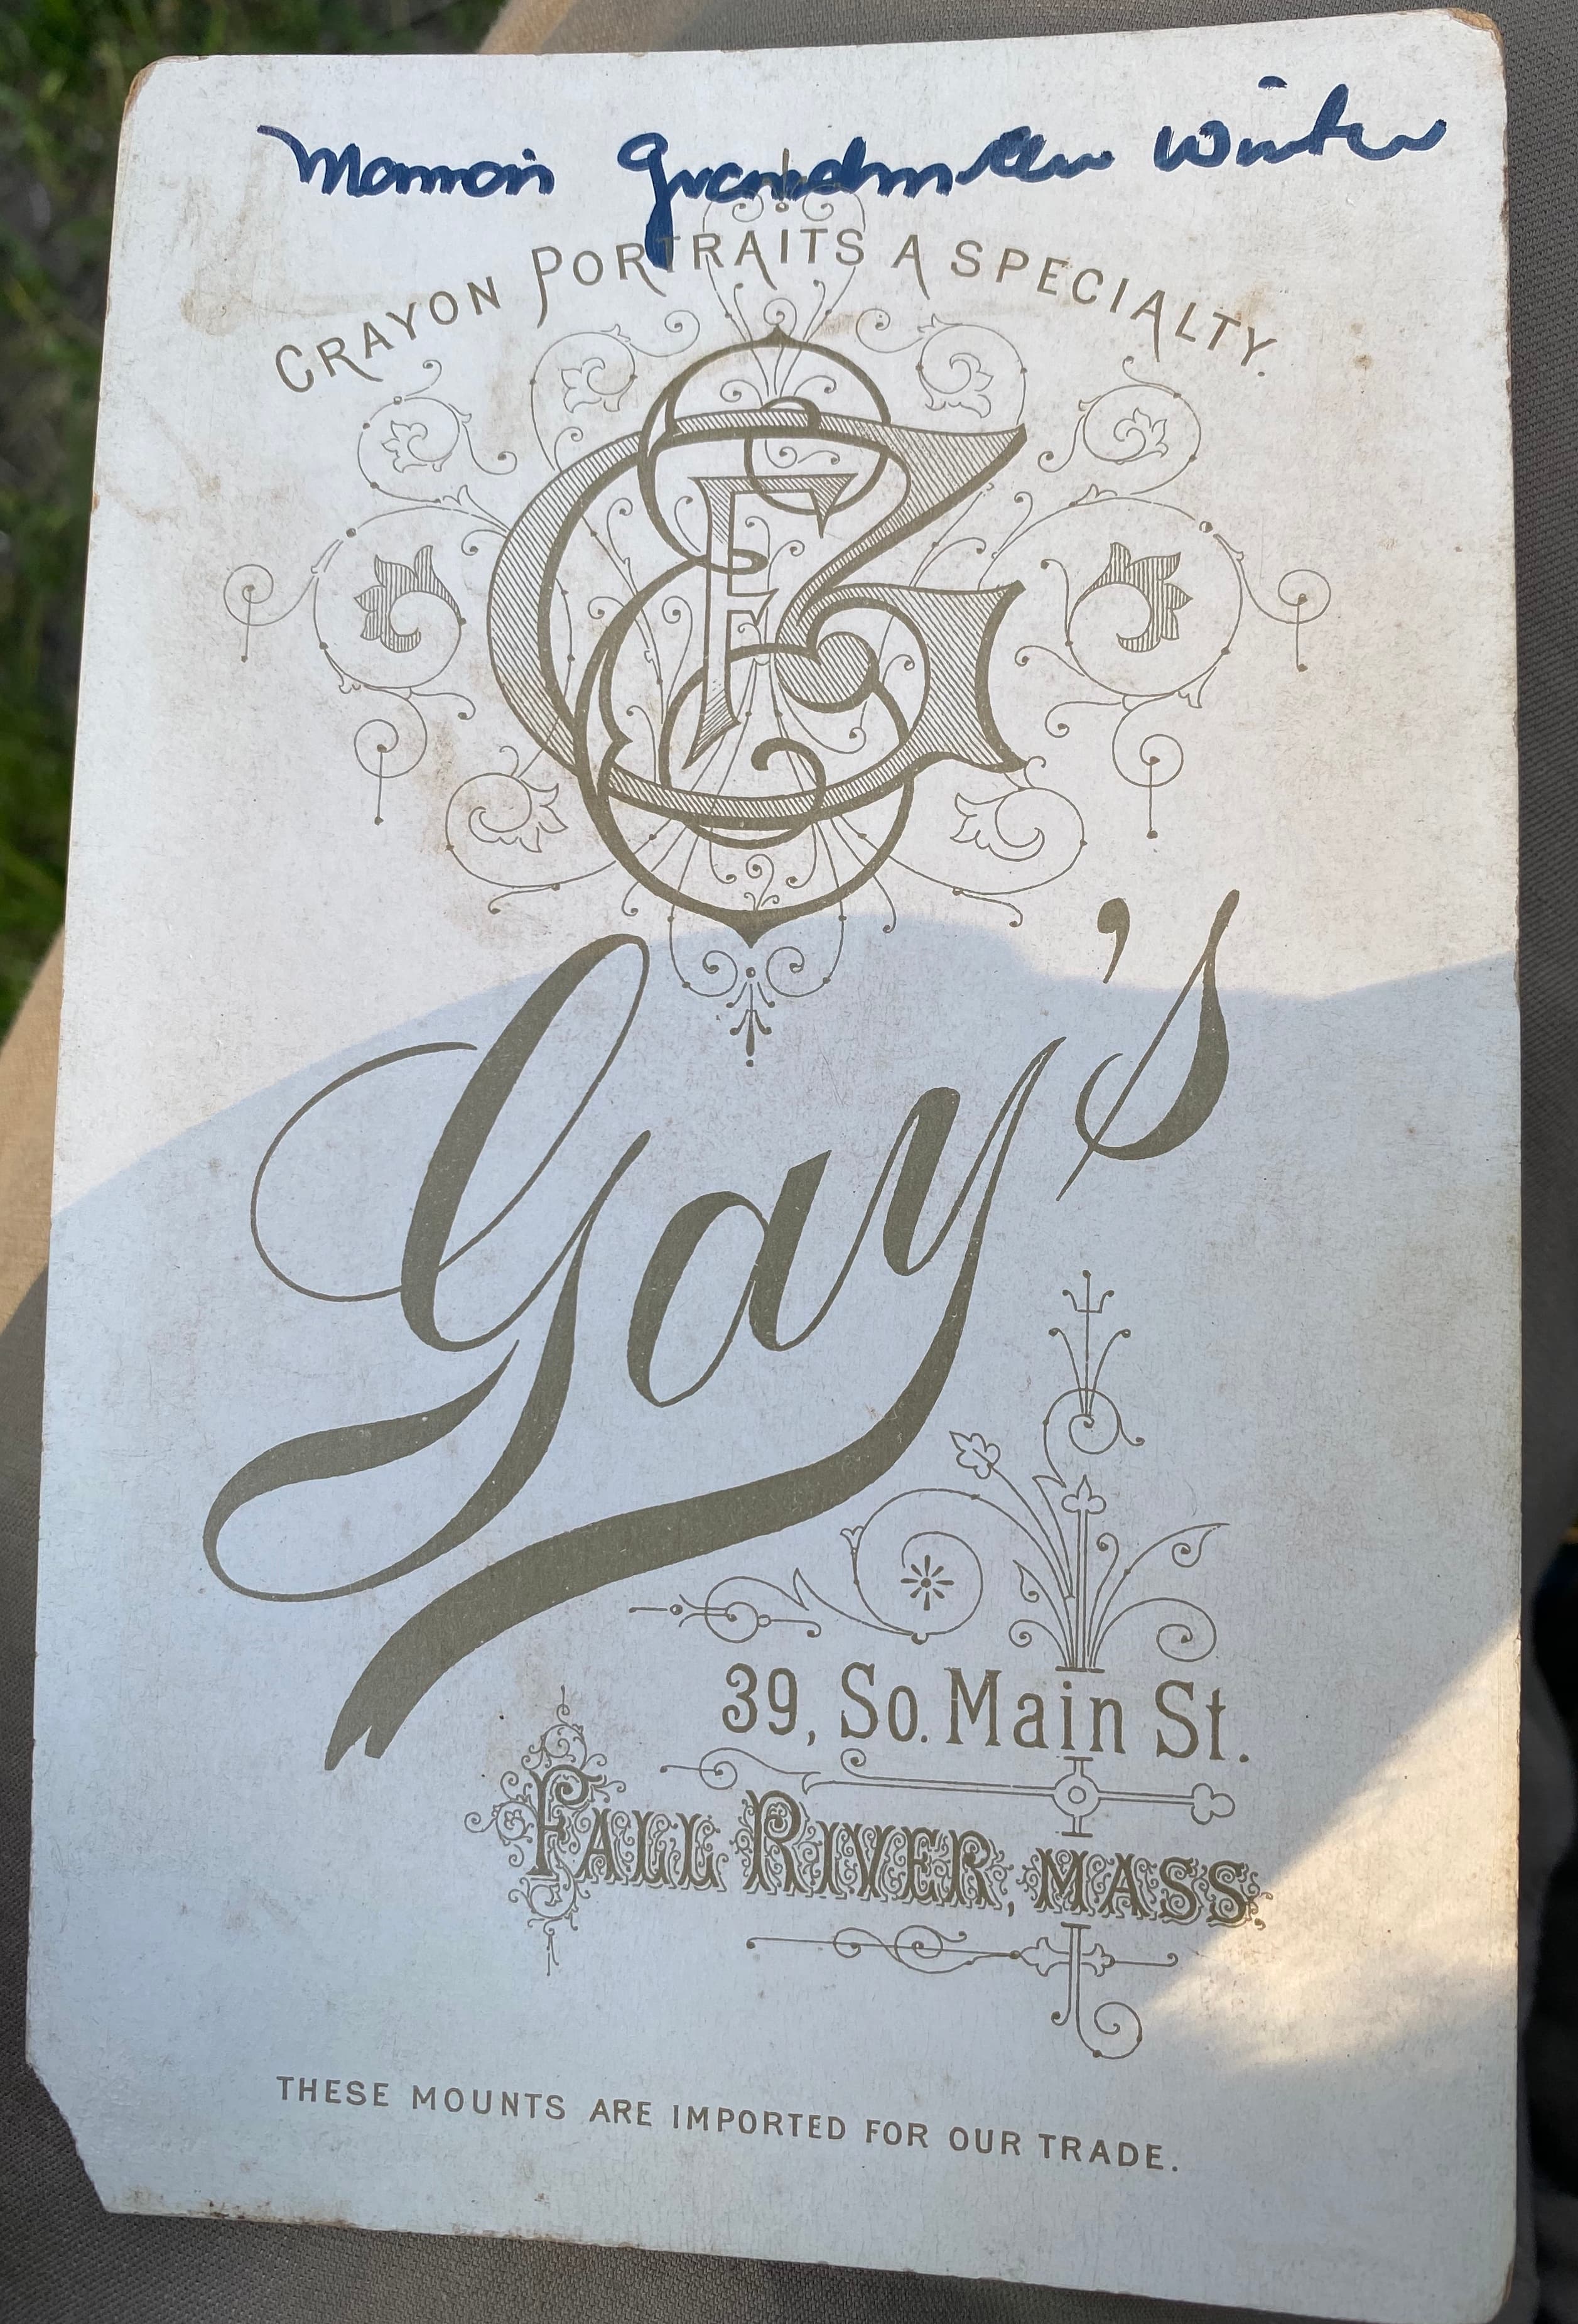 Grandmother Winter
CRAYON PORTRAITS A SPECIALTY.
Gay's
39, So. Main St.
FALL RIVER, MASS.
THESE MOUNTS ARE IMPORTED FOR OUR TRADE.